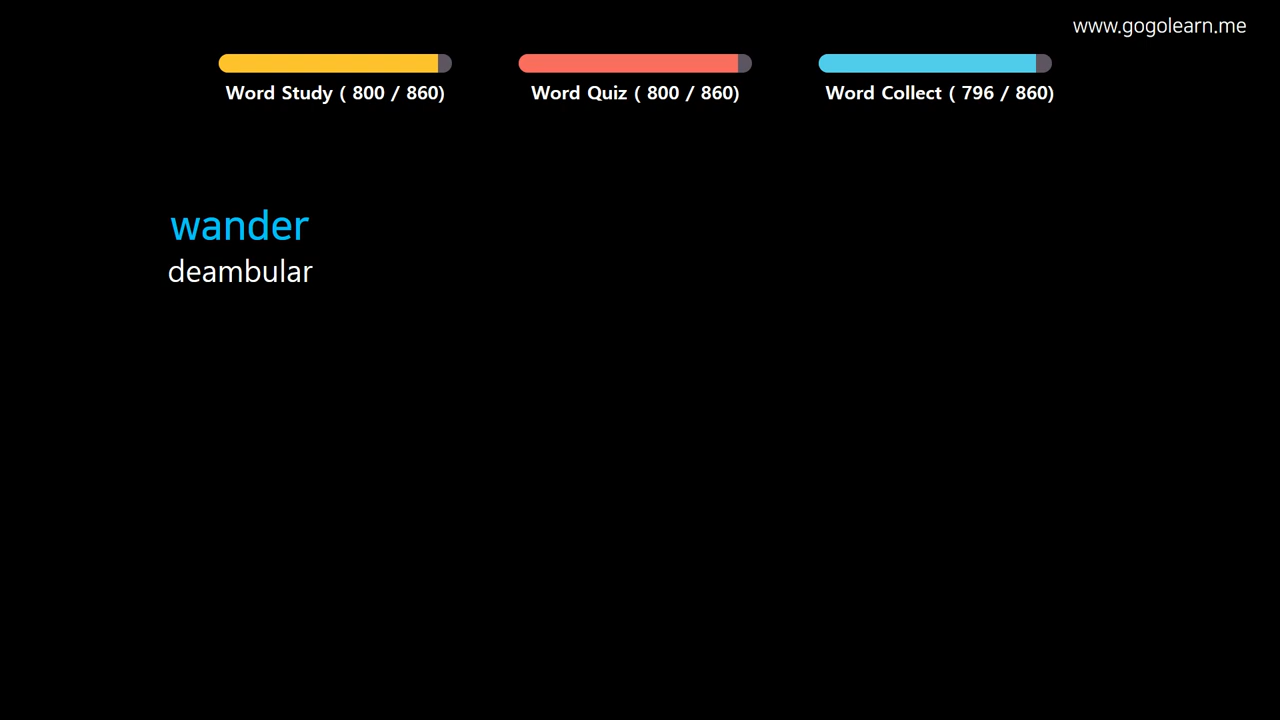 www.gogolearn.me
Word Study ( 800 / 860)
Word Quiz ( 800 / 860)
Word Collect ( 796 / 860)
wander
deambular